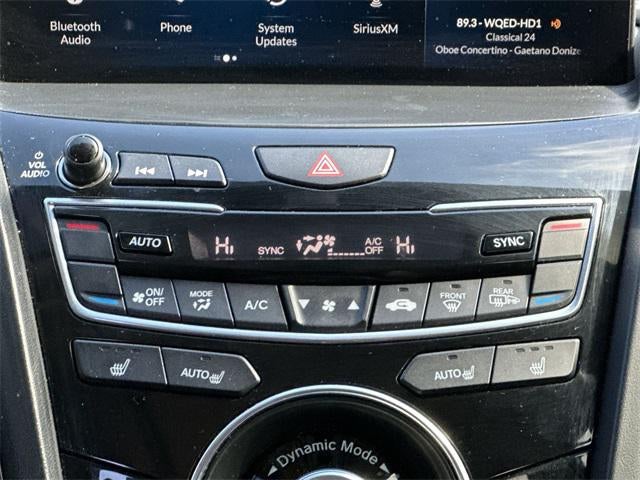 Bluetooth Audio
Phone
System Updates
SiriusXM
89.3 - WQED-HD1
Classical 24
Oboe Concertino - Gaetano Donize
VOL
AUDIO
AUTO
Hi
SYNC
A/C OFF
Hi
SYNC
ON/OFF
MODE
A/C
FRONT
REAR
AUTO
AUTO
Dynamic Mode